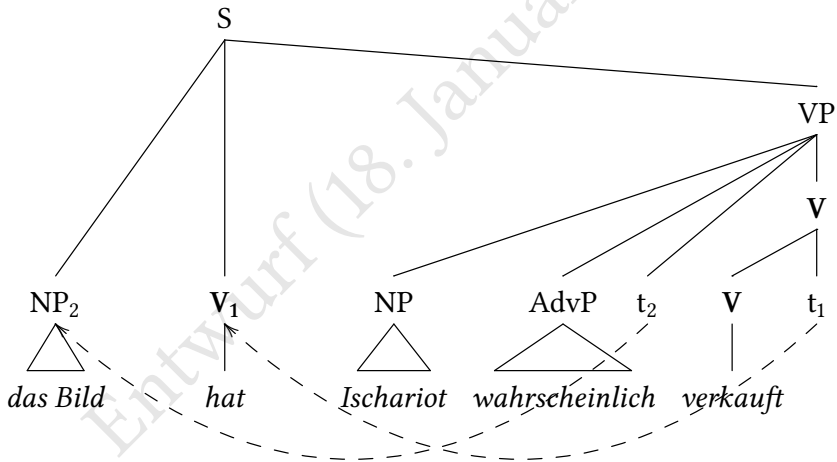 S
VP
V
NP₂ V₁ NP AdvP t₂ V t₁
das Bild hat Ischariot wahrscheinlich verkauft
Entwurf (18. Januar